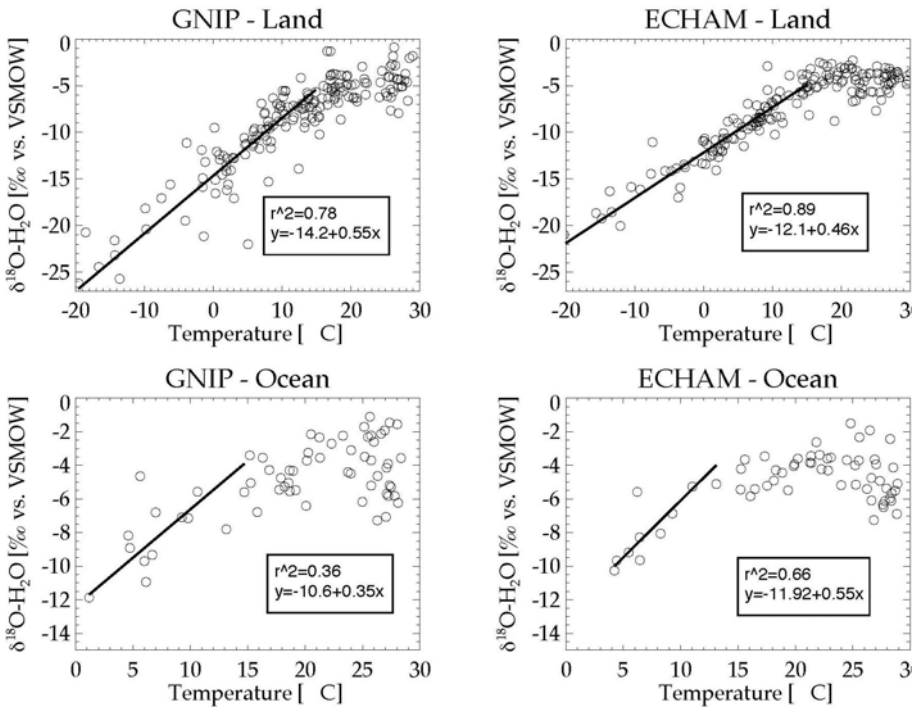 GNIP - Land
0
-5
-10
-15
-20
-25
δ¹⁸O-H₂O [‰ vs. VSMOW]
r^2=0.78
y=-14.2+0.55x
-20 -10 0 10 20 30
Temperature [ C]
ECHAM - Land
0
-5
-10
-15
-20
-25
δ¹⁸O-H₂O [‰ vs. VSMOW]
r^2=0.89
y=-12.1+0.46x
-20 -10 0 10 20 30
Temperature [ C]
GNIP - Ocean
0
-2
-4
-6
-8
-10
-12
-14
δ¹⁸O-H₂O [‰ vs. VSMOW]
r^2=0.36
y=-10.6+0.35x
0 5 10 15 20 25 30
Temperature [ C]
ECHAM - Ocean
0
-2
-4
-6
-8
-10
-12
-14
δ¹⁸O-H₂O [‰ vs. VSMOW]
r^2=0.66
y=-11.92+0.55x
0 5 10 15 20 25 30
Temperature [ C]